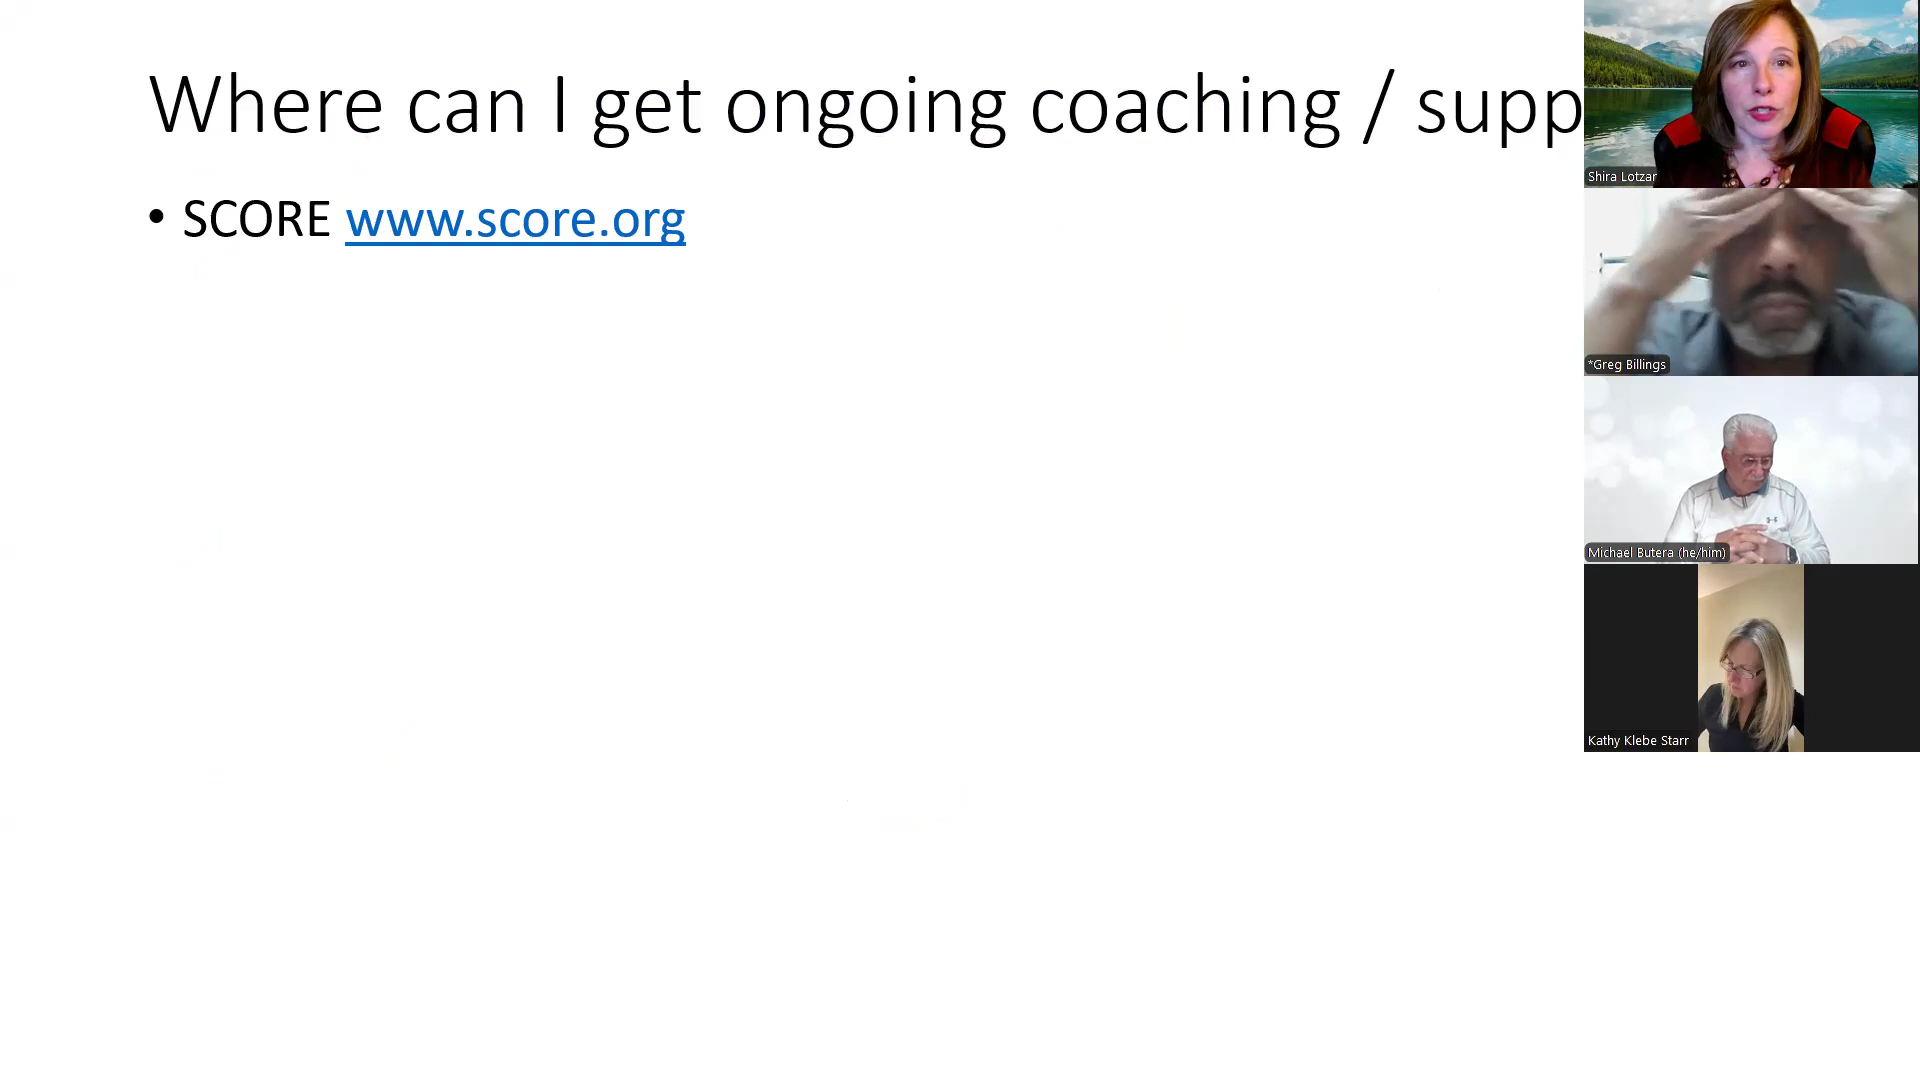 Where can I get ongoing coaching / supp
• SCORE www.score.org
Shira Lotzar
*Greg Billings
Michael Butera (he/him)
Kathy Klebe Starr